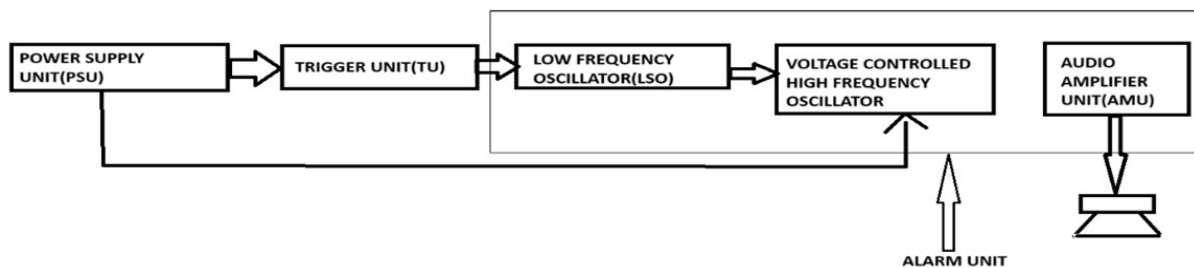 POWER SUPPLY
UNIT(PSU)
TRIGGER UNIT(TU)
LOW FREQUENCY
OSCILLATOR(LSO)
VOLTAGE CONTROLLED
HIGH FREQUENCY
OSCILLATOR
AUDIO
AMPLIFIER
UNIT(AMU)
ALARM UNIT